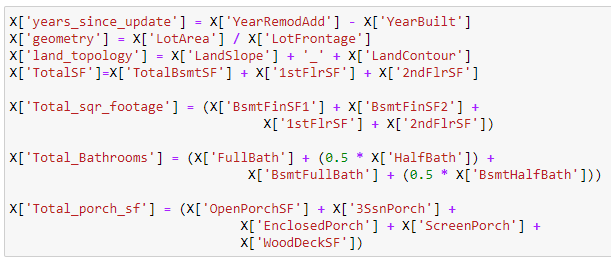 X['years_since_update'] = X['YearRemodAdd'] - X['YearBuilt']
X['geometry'] = X['LotArea'] / X['LotFrontage']
X['land_topology'] = X['LandSlope'] + '_' + X['LandContour']
X['TotalSF']=X['TotalBsmtSF'] + X['1stFlrSF'] + X['2ndFlrSF']
X['Total_sqr_footage'] = (X['BsmtFinSF1'] + X['BsmtFinSF2'] +
X['1stFlrSF'] + X['2ndFlrSF'])
X['Total_Bathrooms'] = (X['FullBath'] + (0.5 * X['HalfBath']) +
X['BsmtFullBath'] + (0.5 * X['BsmtHalfBath']))
X['Total_porch_sf'] = (X['OpenPorchSF'] + X['3SsnPorch'] +
X['EnclosedPorch'] + X['ScreenPorch'] +
X['WoodDeckSF'])